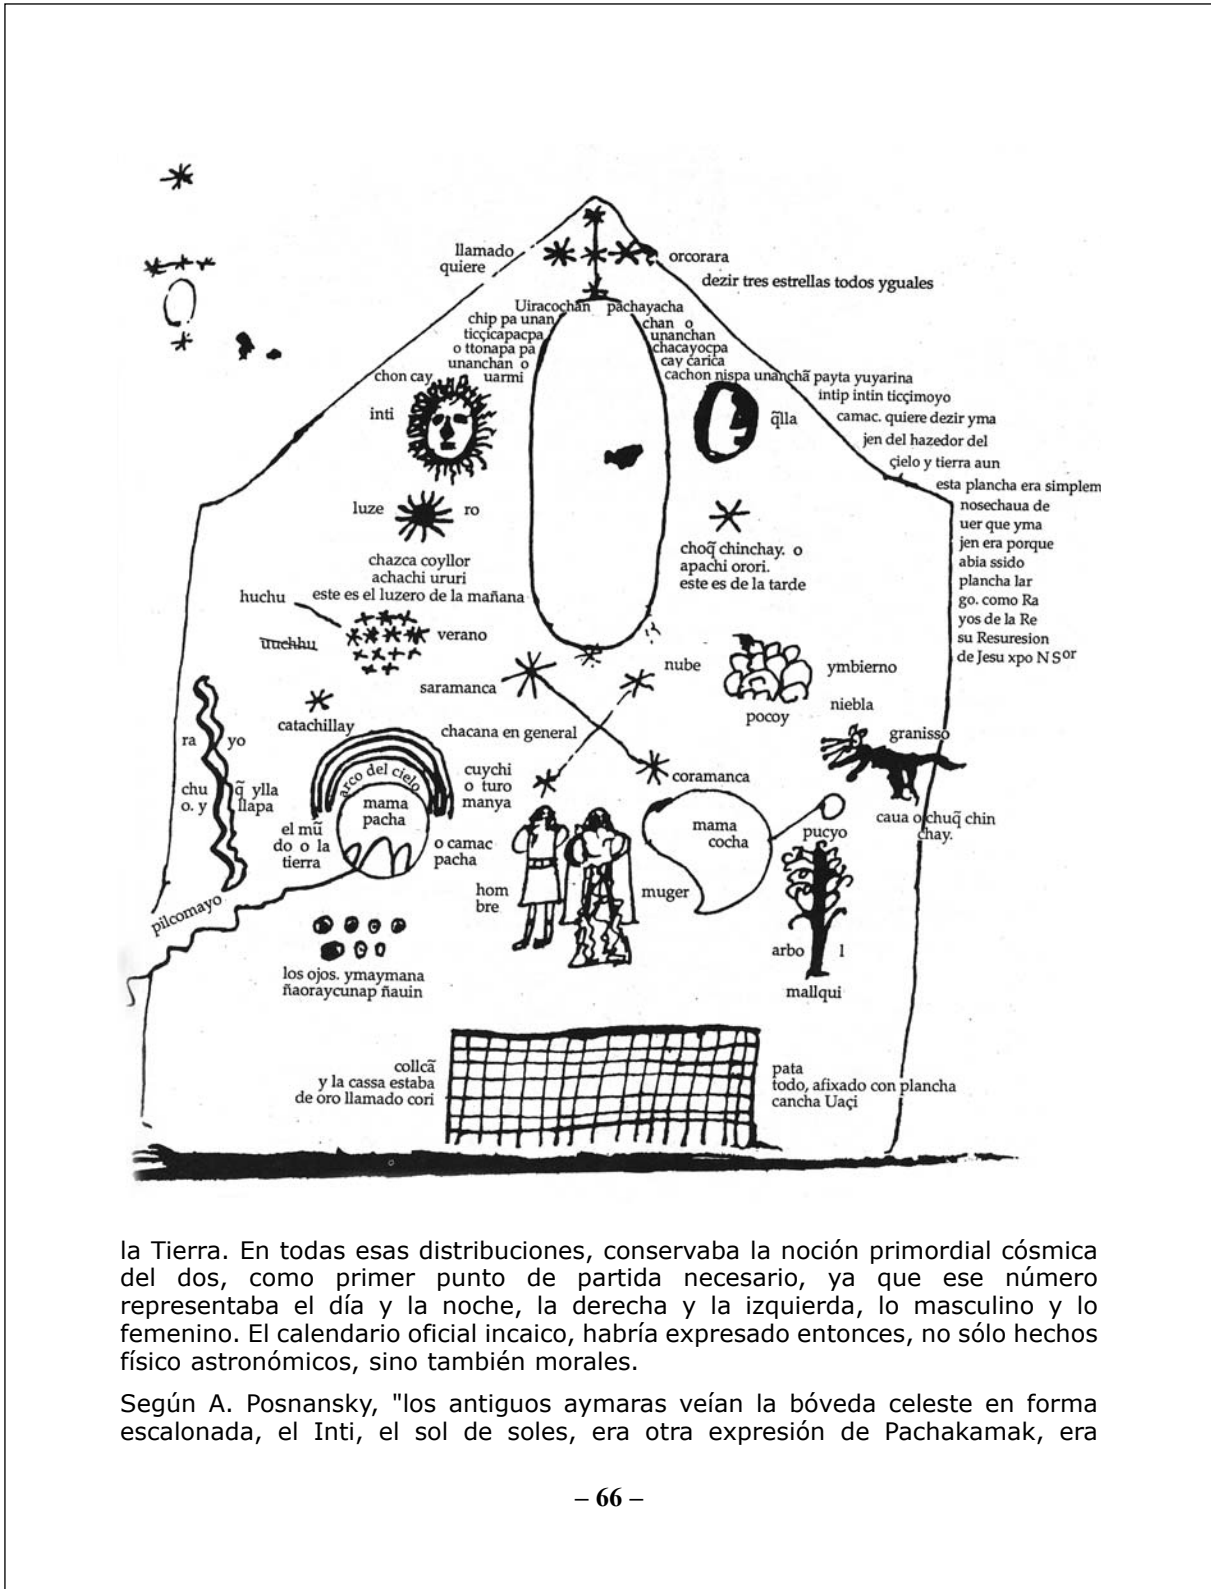 llamado
quiere
orcorara
dezir tres estrellas todos yguales
Uiracochan pachayacha
chip pa unan
ticçicapacpa
o ttonapa pa
unanchan o
chon cay uarmi
chan o
unanchan
chacayocpa
cay carica
cachon nispa unanchã payta yuyarina
intip intin ticçimoyo
camac. quiere dezir yma
jen del hazedor del
çielo y tierra aun
esta plancha era simplem
nosechaua de
uer que yma
jen era porque
abia ssido
plancha lar
go. como Ra
yos de la Re
su Resuresion
de Jesu xpo N Sor
inti
q̃lla
luze ro
chazca coyllor
achachi ururi
este es el luzero de la mañana
choq̃ chinchay. o
apachi orori.
este es de la tarde
huchu
uuchhu
verano
saramanca
nube
ymbierno
pocoy
niebla
granisso
catachillay
chacana en general
ra yo
chu q̃ ylla
o. y llapa
arco del cielo
cuychi
o turo
manya
coramanca
mama
pacha
mama
cocha
pucyo
caua o chuq̃ chin
chay.
el mũ
do o la
tierra
o camac
pacha
hom
bre
muger
pilcomayo
arbo l
mallqui
los ojos. ymaymana
ñaoraycunap ñauin
collcã
y la cassa estaba
de oro llamado cori
pata
todo, afixado con plancha
cancha Uaçi
la Tierra. En todas esas distribuciones, conservaba la noción primordial cósmica
del dos, como primer punto de partida necesario, ya que ese número
representaba el día y la noche, la derecha y la izquierda, lo masculino y lo
femenino. El calendario oficial incaico, habría expresado entonces, no sólo hechos
físico astronómicos, sino también morales.
Según A. Posnansky, "los antiguos aymaras veían la bóveda celeste en forma
escalonada, el Inti, el sol de soles, era otra expresión de Pachakamak, era
– 66 –